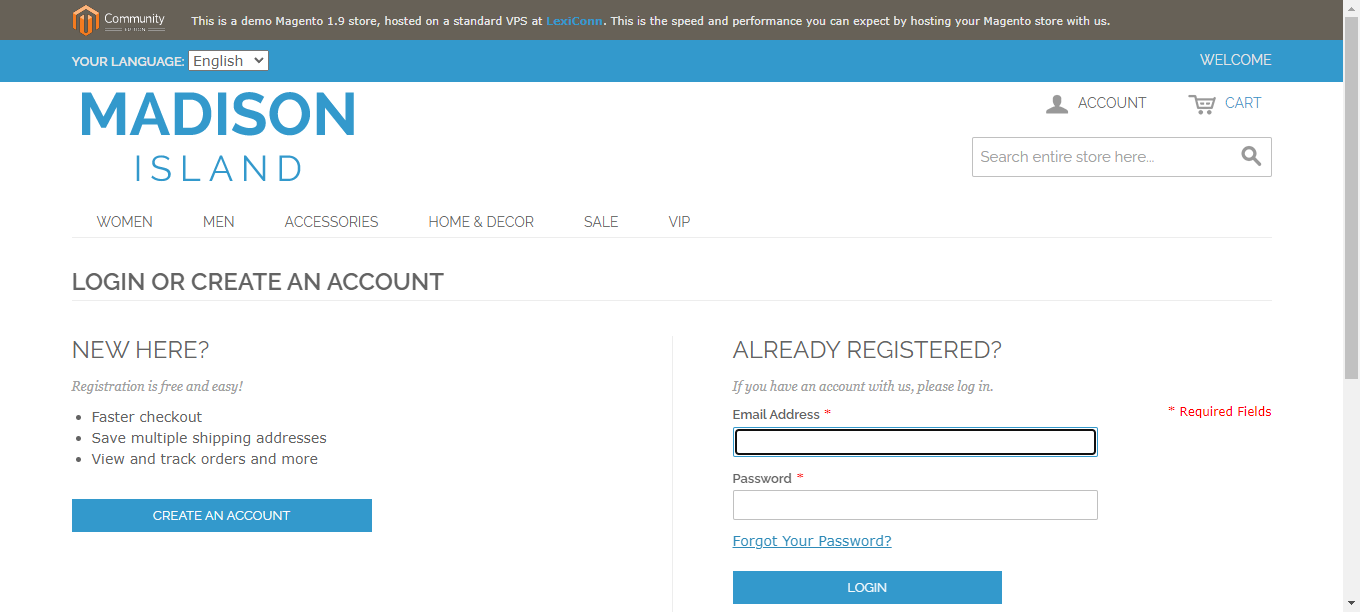 Community
EDITION
This is a demo Magento 1.9 store, hosted on a standard VPS at LexiConn. This is the speed and performance you can expect by hosting your Magento store with us.
YOUR LANGUAGE: English
WELCOME
MADISON
ISLAND
ACCOUNT
CART
Search entire store here...
WOMEN MEN ACCESSORIES HOME & DECOR SALE VIP
LOGIN OR CREATE AN ACCOUNT
NEW HERE?
Registration is free and easy!
• Faster checkout
• Save multiple shipping addresses
• View and track orders and more
CREATE AN ACCOUNT
ALREADY REGISTERED?
If you have an account with us, please log in.
Email Address *
* Required Fields
Password *
Forgot Your Password?
LOGIN